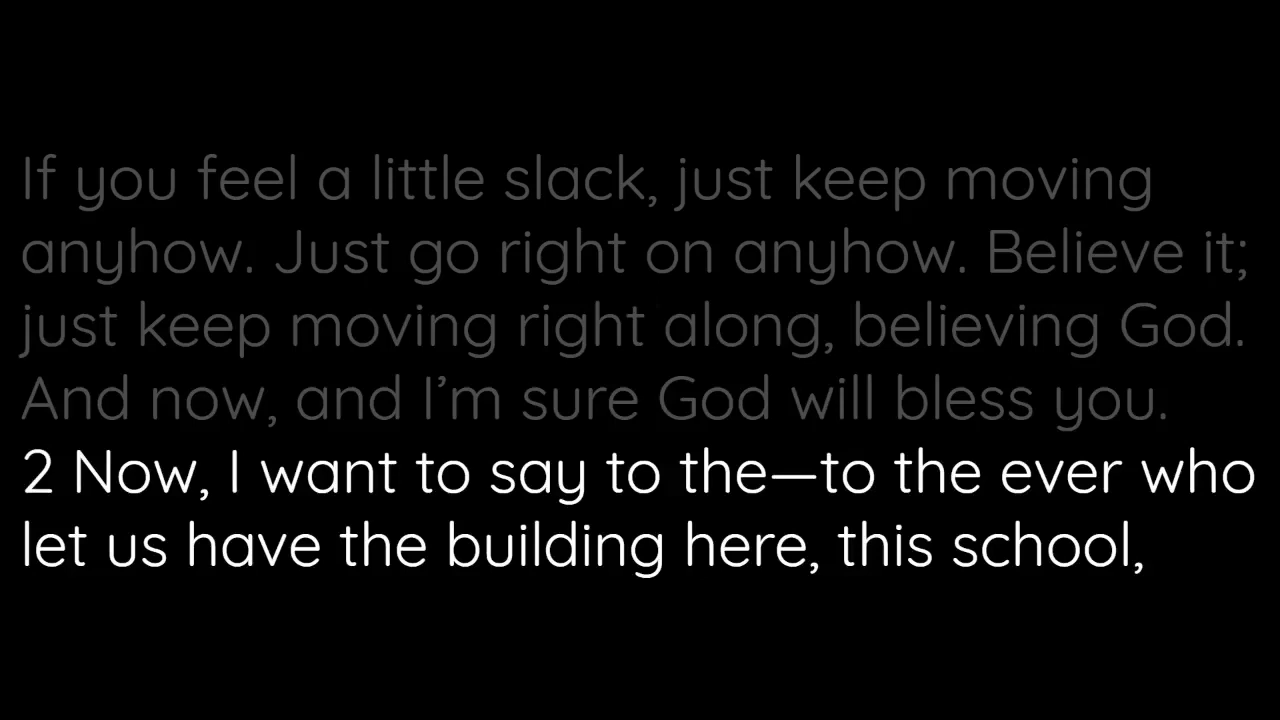 If you feel a little slack, just keep moving
anyhow. Just go right on anyhow. Believe it;
just keep moving right along, believing God.
And now, and I’m sure God will bless you.
2 Now, I want to say to the—to the ever who
let us have the building here, this school,